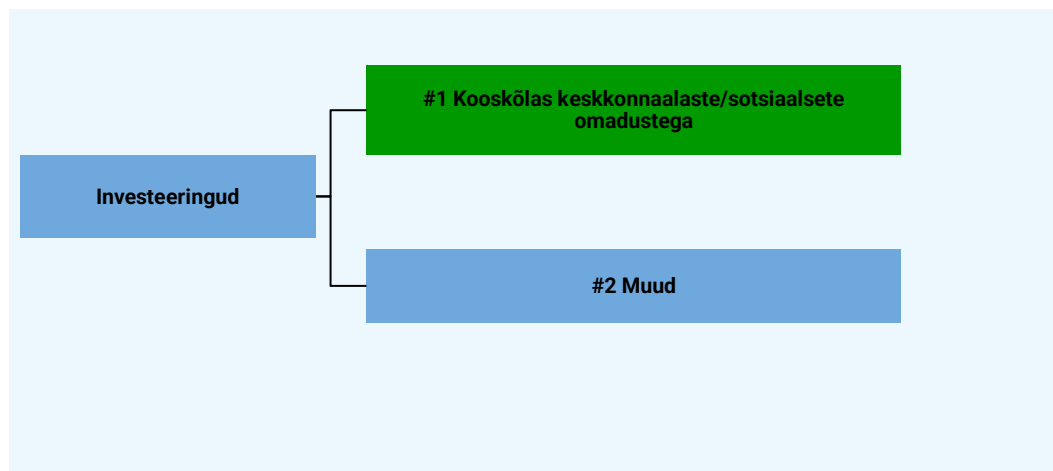 #1 Kooskõlas keskkonnaalaste/sotsiaalsete
omadustega
Investeeringud
#2 Muud